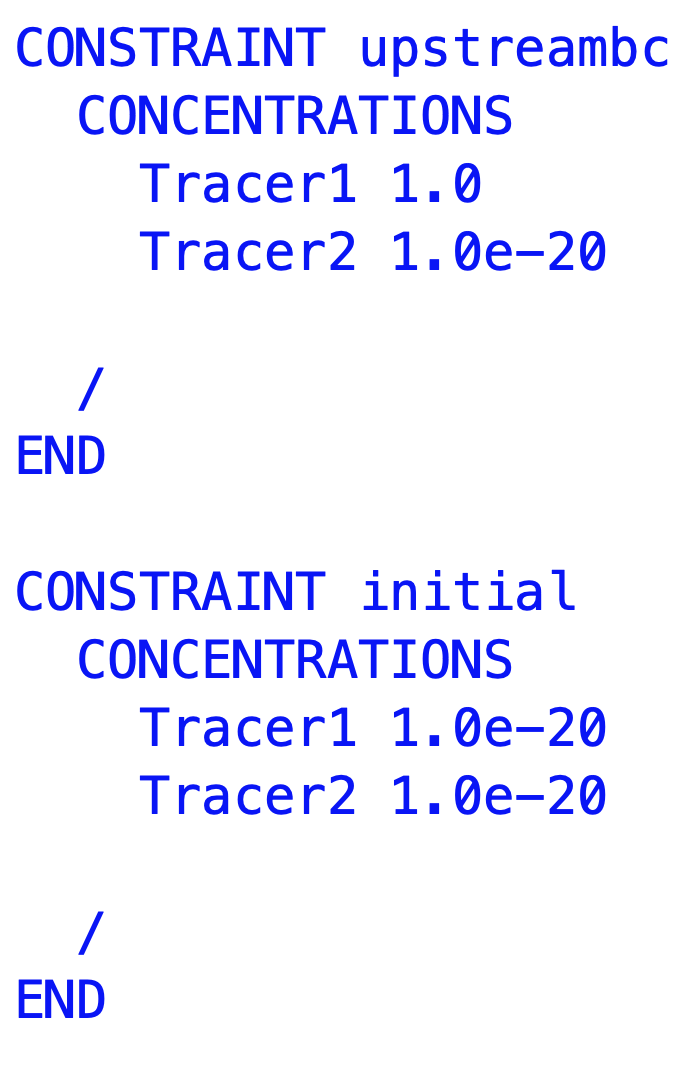 CONSTRAINT upstreambc
  CONCENTRATIONS
    Tracer1 1.0
    Tracer2 1.0e-20
  /
END
CONSTRAINT initial
  CONCENTRATIONS
    Tracer1 1.0e-20
    Tracer2 1.0e-20
  /
END